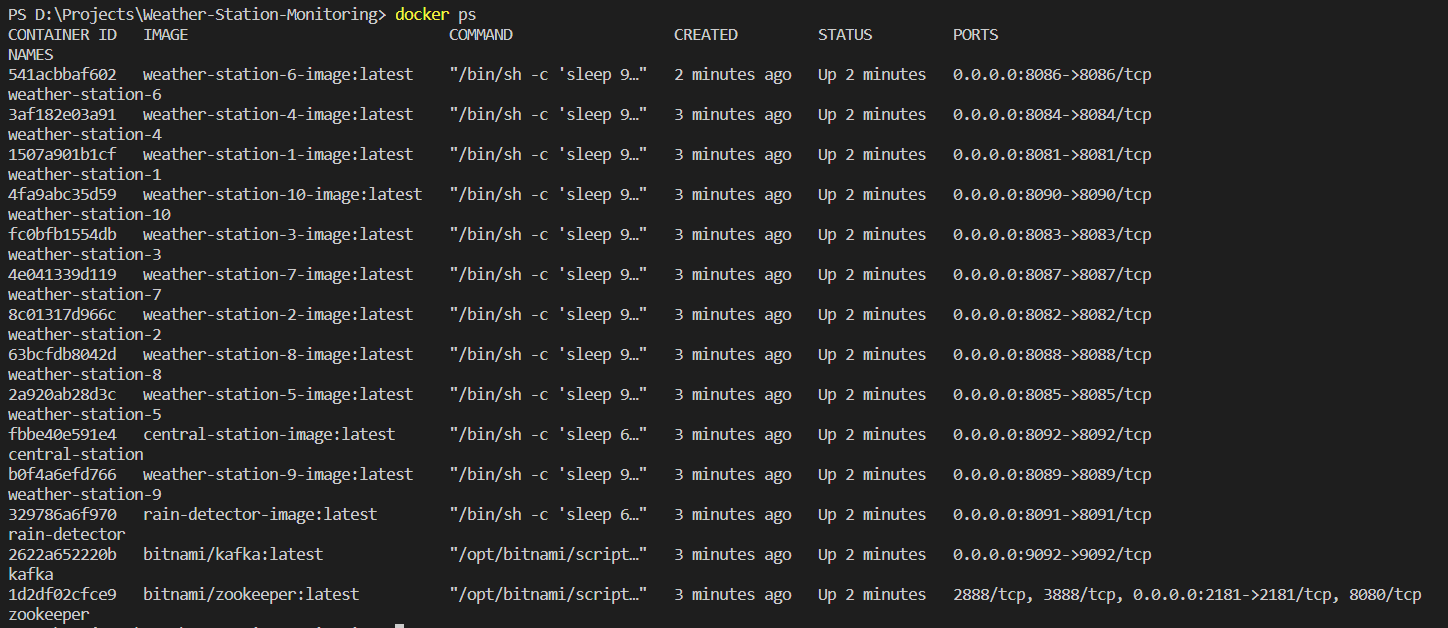 PS D:\Projects\Weather-Station-Monitoring> docker ps
CONTAINER ID   IMAGE                             COMMAND                  CREATED         STATUS         PORTS
NAMES
541acbbaf602   weather-station-6-image:latest    "/bin/sh -c 'sleep 9…"   2 minutes ago   Up 2 minutes   0.0.0.0:8086->8086/tcp
weather-station-6
3af182e03a91   weather-station-4-image:latest    "/bin/sh -c 'sleep 9…"   3 minutes ago   Up 2 minutes   0.0.0.0:8084->8084/tcp
weather-station-4
1507a901b1cf   weather-station-1-image:latest    "/bin/sh -c 'sleep 9…"   3 minutes ago   Up 2 minutes   0.0.0.0:8081->8081/tcp
weather-station-1
4fa9abc35d59   weather-station-10-image:latest   "/bin/sh -c 'sleep 9…"   3 minutes ago   Up 2 minutes   0.0.0.0:8090->8090/tcp
weather-station-10
fc0bfb1554db   weather-station-3-image:latest    "/bin/sh -c 'sleep 9…"   3 minutes ago   Up 2 minutes   0.0.0.0:8083->8083/tcp
weather-station-3
4e041339d119   weather-station-7-image:latest    "/bin/sh -c 'sleep 9…"   3 minutes ago   Up 2 minutes   0.0.0.0:8087->8087/tcp
weather-station-7
8c01317d966c   weather-station-2-image:latest    "/bin/sh -c 'sleep 9…"   3 minutes ago   Up 2 minutes   0.0.0.0:8082->8082/tcp
weather-station-2
63bcfdb8042d   weather-station-8-image:latest    "/bin/sh -c 'sleep 9…"   3 minutes ago   Up 2 minutes   0.0.0.0:8088->8088/tcp
weather-station-8
2a920ab28d3c   weather-station-5-image:latest    "/bin/sh -c 'sleep 9…"   3 minutes ago   Up 2 minutes   0.0.0.0:8085->8085/tcp
weather-station-5
fbbe40e591e4   central-station-image:latest      "/bin/sh -c 'sleep 6…"   3 minutes ago   Up 2 minutes   0.0.0.0:8092->8092/tcp
central-station
b0f4a6efd766   weather-station-9-image:latest    "/bin/sh -c 'sleep 9…"   3 minutes ago   Up 2 minutes   0.0.0.0:8089->8089/tcp
weather-station-9
329786a6f970   rain-detector-image:latest        "/bin/sh -c 'sleep 6…"   3 minutes ago   Up 2 minutes   0.0.0.0:8091->8091/tcp
rain-detector
2622a652220b   bitnami/kafka:latest              "/opt/bitnami/script…"   3 minutes ago   Up 2 minutes   0.0.0.0:9092->9092/tcp
kafka
1d2df02cfce9   bitnami/zookeeper:latest          "/opt/bitnami/script…"   3 minutes ago   Up 2 minutes   2888/tcp, 3888/tcp, 0.0.0.0:2181->2181/tcp, 8080/tcp
zookeeper